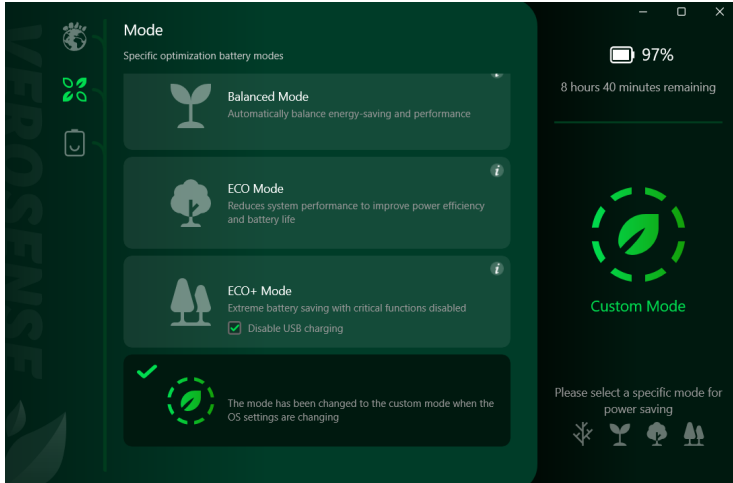 Mode
Specific optimization battery modes
Balanced Mode
Automatically balance energy-saving and performance
ECO Mode
Reduces system performance to improve power efficiency
and battery life
ECO+ Mode
Extreme battery saving with critical functions disabled
Disable USB charging
The mode has been changed to the custom mode when the
OS settings are changing
97%
8 hours 40 minutes remaining
Custom Mode
Please select a specific mode for
power saving
VEROSENSE